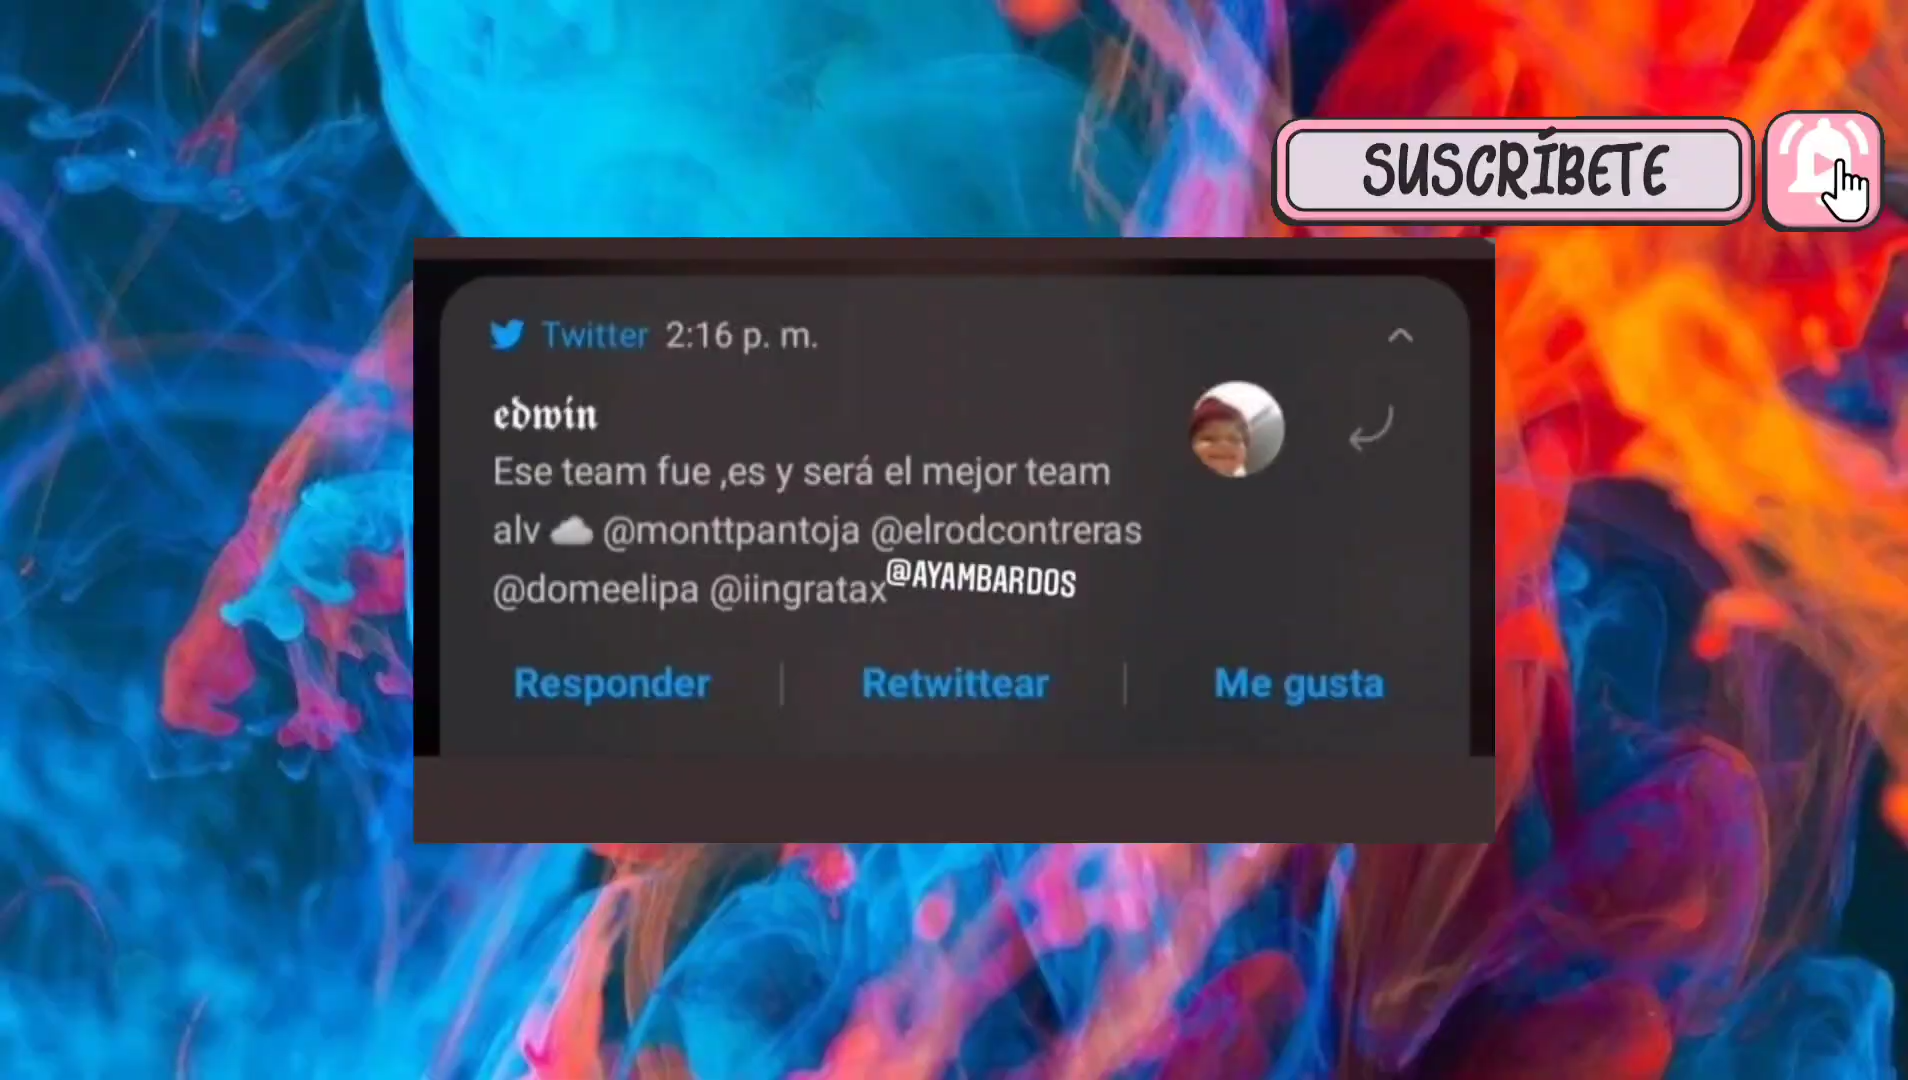 SUSCRÍBETE
Twitter 2:16 p. m.
edwin
Ese team fue ,es y será el mejor team
alv ☁ @monttpantoja @elrodcontreras
@domeelipa @iingratax @AYAMBARDOS
Responder Retwittear Me gusta